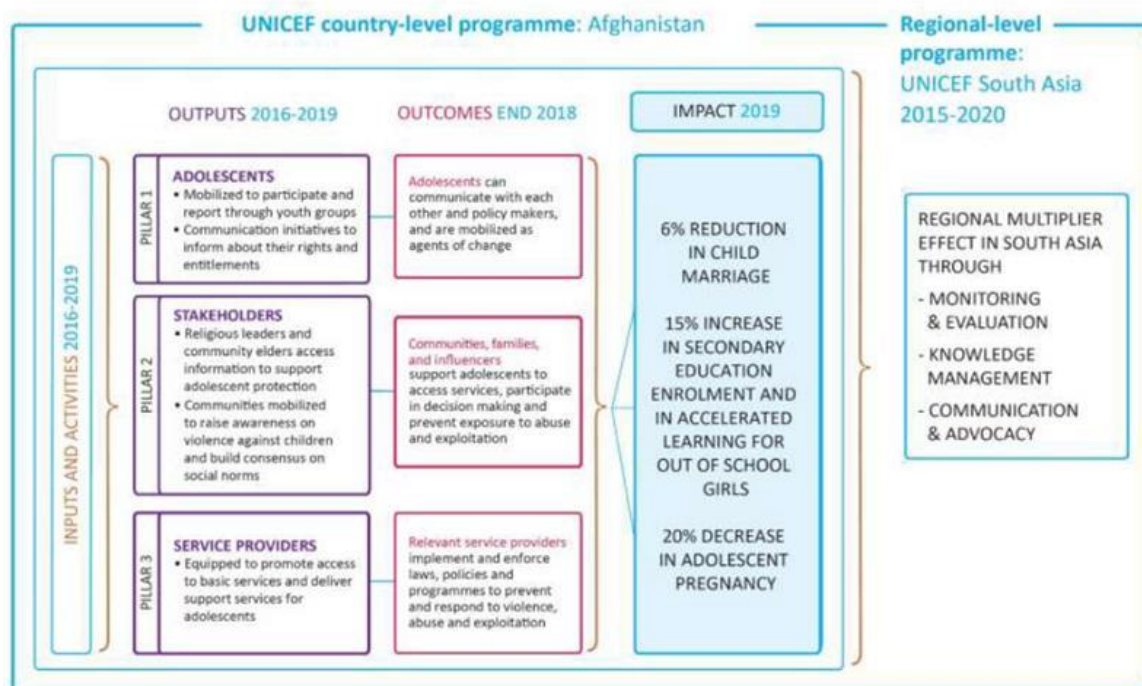 UNICEF country-level programme: Afghanistan
Regional-level
programme:
UNICEF South Asia
2015-2020
OUTPUTS 2016-2019
OUTCOMES END 2018
IMPACT 2019
INPUTS AND ACTIVITIES 2016-2019
PILLAR 1
ADOLESCENTS
• Mobilized to participate and
report through youth groups
• Communication initiatives to
inform about their rights and
entitlements
Adolescents can
communicate with each
other and policy makers,
and are mobilized as
agents of change
PILLAR 2
STAKEHOLDERS
• Religious leaders and
community elders access
information to support
adolescent protection
• Communities mobilized
to raise awareness on
violence against children
and build consensus on
social norms
Communities, families,
and influencers
support adolescents to
access services, participate
in decision making and
prevent exposure to abuse
and exploitation
PILLAR 3
SERVICE PROVIDERS
• Equipped to promote access
to basic services and deliver
support services for
adolescents
Relevant service providers
implement and enforce
laws, policies and
programmes to prevent
and respond to violence,
abuse and exploitation
6% REDUCTION
IN CHILD
MARRIAGE
15% INCREASE
IN SECONDARY
EDUCATION
ENROLMENT AND
IN ACCELERATED
LEARNING FOR
OUT OF SCHOOL
GIRLS
20% DECREASE
IN ADOLESCENT
PREGNANCY
REGIONAL MULTIPLIER
EFFECT IN SOUTH ASIA
THROUGH
- MONITORING
& EVALUATION
- KNOWLEDGE
MANAGEMENT
- COMMUNICATION
& ADVOCACY